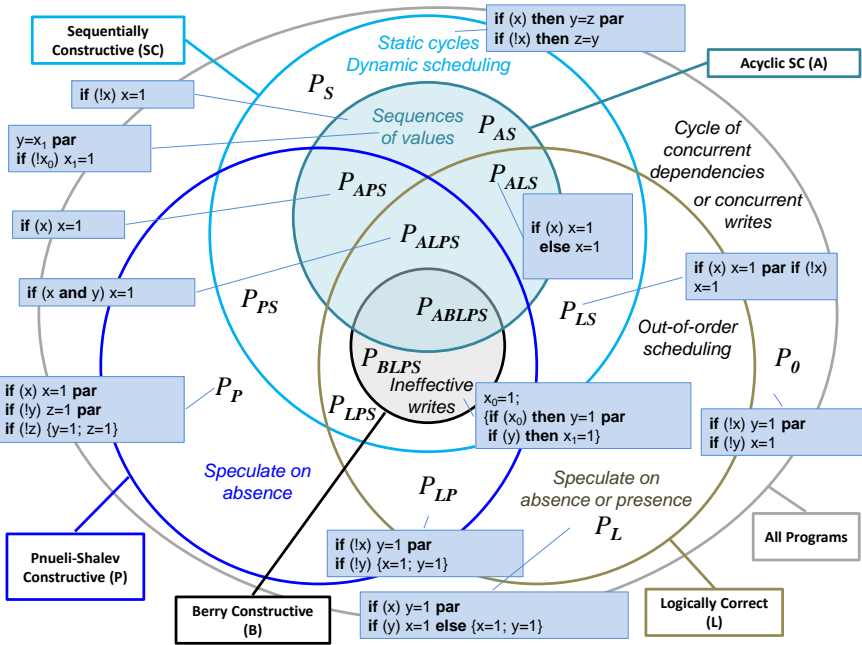 if (x) then y=z par
if (!x) then z=y
Sequentially
Constructive (SC)
Static cycles
Dynamic scheduling
Acyclic SC (A)
P_S
if (!x) x=1
Sequences
of values
P_AS
Cycle of
concurrent
dependencies
or concurrent
writes
y=x₁ par
if (!x₀) x₁=1
P_APS
P_ALS
if (x) x=1
else x=1
if (x) x=1
P_ALPS
if (x) x=1 par if (!x)
x=1
if (x and y) x=1
P_PS
P_ABLPS
P_LS
Out-of-order
scheduling
P_BLPS
P_0
Ineffective
writes
P_P
P_LPS
if (x) x=1 par
if (!y) z=1 par
if (!z) {y=1; z=1}
x₀=1;
{if (x₀) then y=1 par
if (y) then x₁=1}
if (!x) y=1 par
if (!y) x=1
Speculate on
absence
P_LP
Speculate on
absence or presence
P_L
All Programs
Pnueli-Shalev
Constructive (P)
if (!x) y=1 par
if (!y) {x=1; y=1}
Berry Constructive
(B)
if (x) y=1 par
if (y) x=1 else {x=1; y=1}
Logically Correct
(L)